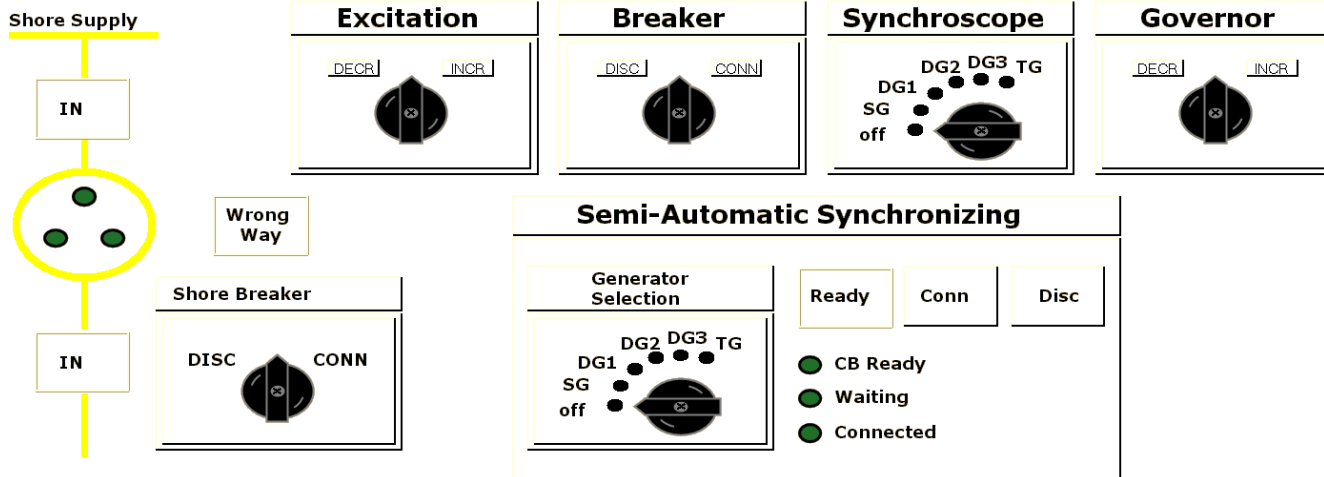 Shore Supply
Excitation
Breaker
Synchroscope
Governor
DECR INCR
DISC CONN
DG1 DG2 DG3 TG
SG
off
DECR INCR
IN
Wrong
Way
Semi-Automatic Synchronizing
Shore Breaker
Generator
Selection
Ready
Conn
Disc
IN
DISC CONN
DG1 DG2 DG3 TG
SG
off
CB Ready
Waiting
Connected